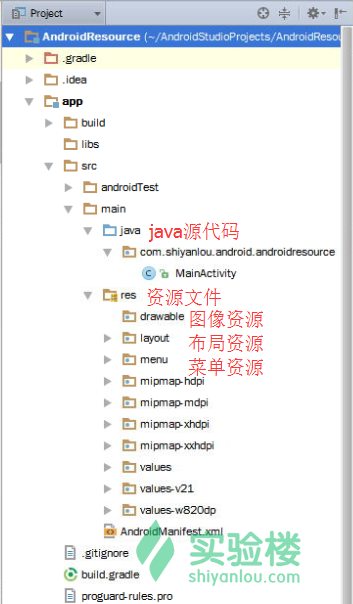 Project
AndroidResource (~/AndroidStudioProjects/AndroidResou
.gradle
.idea
app
build
libs
src
androidTest
main
java java源代码
com.shiyanlou.android.androidresource
MainActivity
res 资源文件
drawable 图像资源
layout 布局资源
menu 菜单资源
mipmap-hdpi
mipmap-mdpi
mipmap-xhdpi
mipmap-xxhdpi
values
values-v21
values-w820dp
AndroidManifest.xml
.gitignore
build.gradle
proguard-rules.pro
实验楼
shiyanlou.com